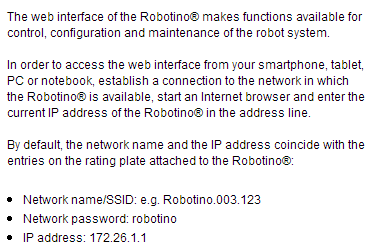 The web interface of the Robotino® makes functions available for
control, configuration and maintenance of the robot system.
In order to access the web interface from your smartphone, tablet,
PC or notebook, establish a connection to the network in which
the Robotino® is available, start an Internet browser and enter the
current IP address of the Robotino® in the address line.
By default, the network name and the IP address coincide with the
entries on the rating plate attached to the Robotino®:
• Network name/SSID: e.g. Robotino.003.123
• Network password: robotino
• IP address: 172.26.1.1